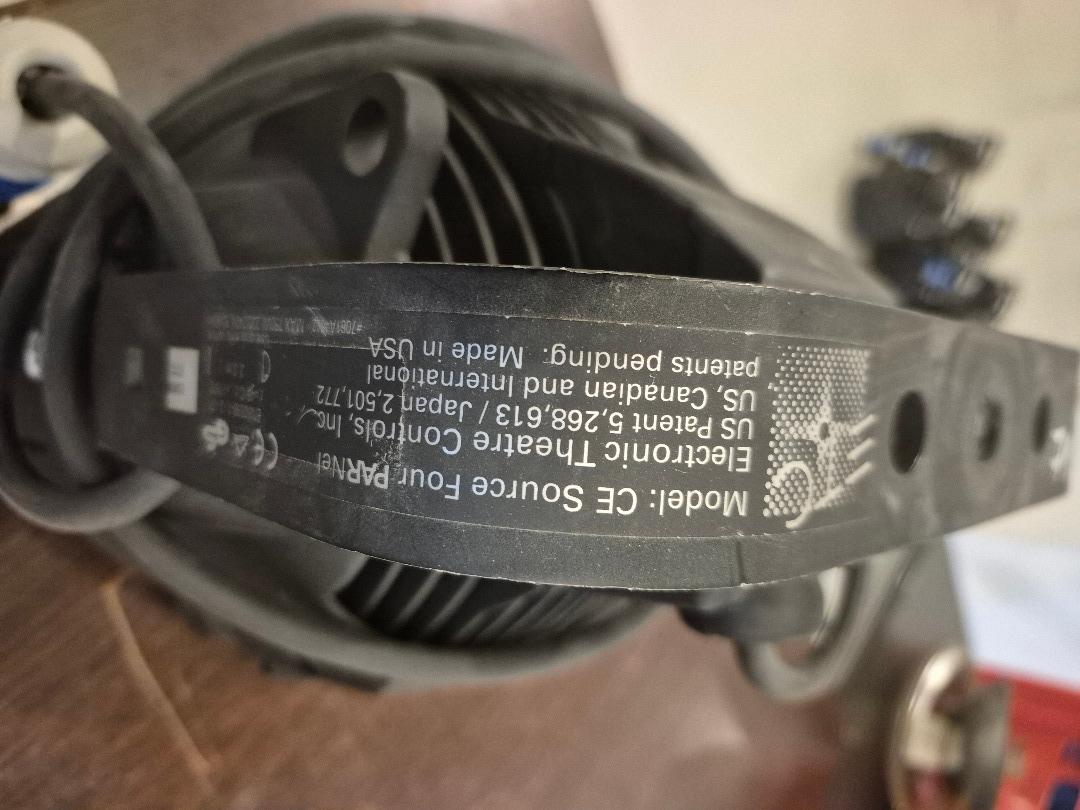 Model: CE Source Four PARNel
Electronic Theatre Controls, Inc.
US Patent 5,268,613 / Japan 2,501,772
US, Canadian and International
patents pending. Made in USA
CE